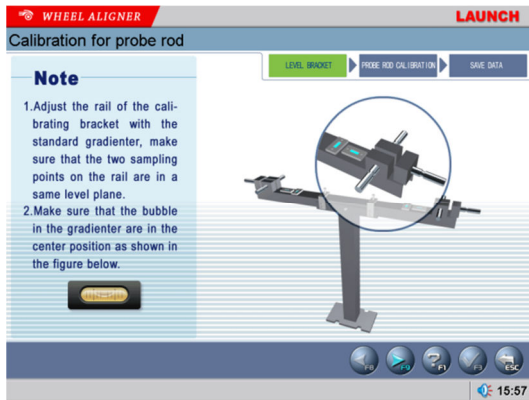 WHEEL ALIGNER
LAUNCH
Calibration for probe rod
LEVEL BRACKET
PROBE ROD CALIBRATION
SAVE DATA
Note
1.Adjust the rail of the cali-
brating bracket with the
standard gradienter, make
sure that the two sampling
points on the rail are in a
same level plane.
2.Make sure that the bubble
in the gradienter are in the
center position as shown in
the figure below.
F8
F9
?
F1
F3
ESC
15:57